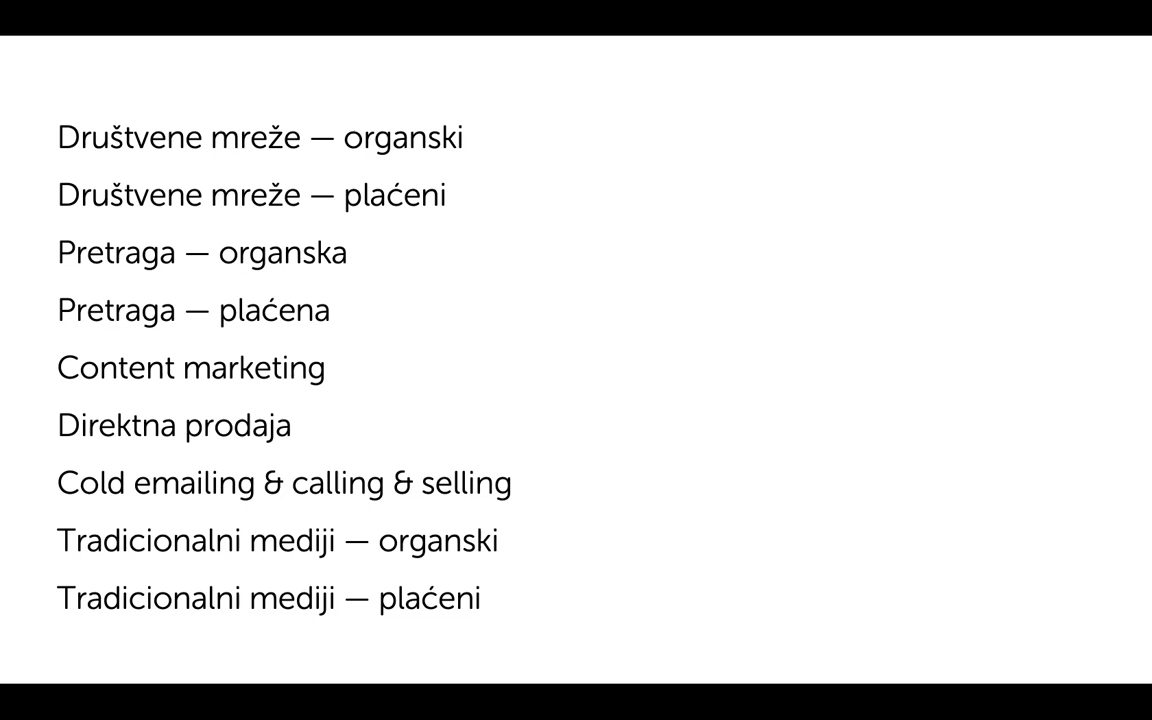 Društvene mreže — organski
Društvene mreže — plaćeni
Pretraga — organska
Pretraga — plaćena
Content marketing
Direktna prodaja
Cold emailing & calling & selling
Tradicionalni mediji — organski
Tradicionalni mediji — plaćeni